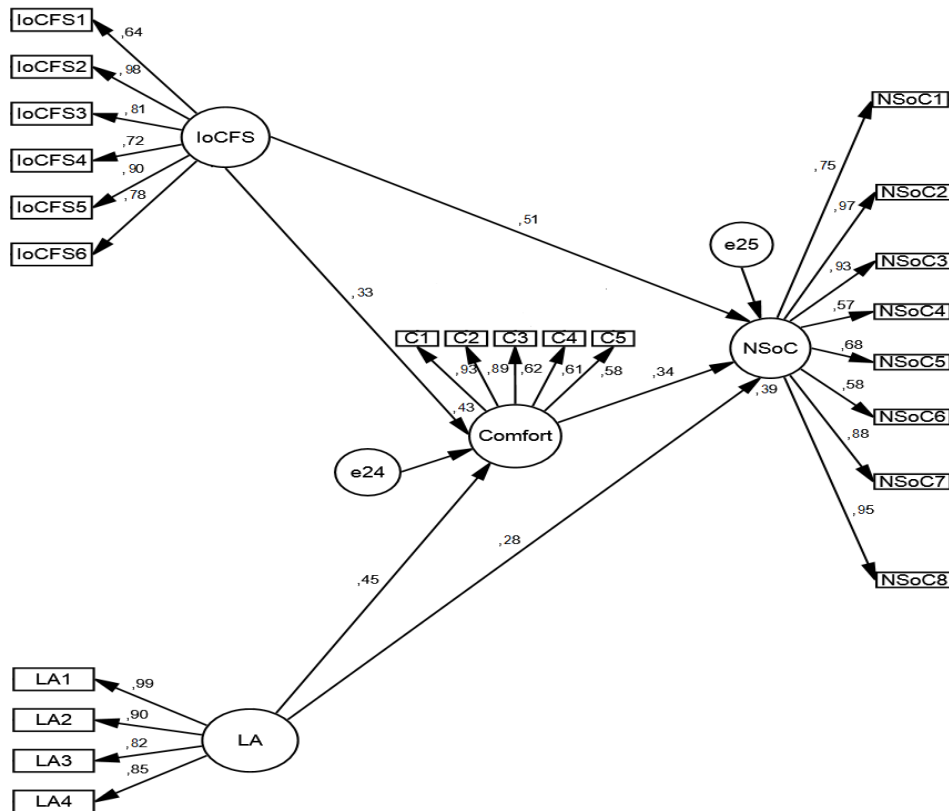 IoCFS1
,64
IoCFS2
,98
IoCFS3
,81
IoCFS4
,72
IoCFS5
,90
IoCFS6
,78
IoCFS
,51
,33
NSoC1
,75
NSoC2
,97
NSoC3
,93
NSoC4
,57
NSoC5
,68
NSoC6
,58
NSoC7
,88
NSoC8
,95
e25
NSoC
,39
C1
C2
C3
C4
C5
,93
,89
,62
,61
,58
,43
Comfort
,34
e24
,45
,28
LA1
,99
LA2
,90
LA3
,82
LA4
,85
LA